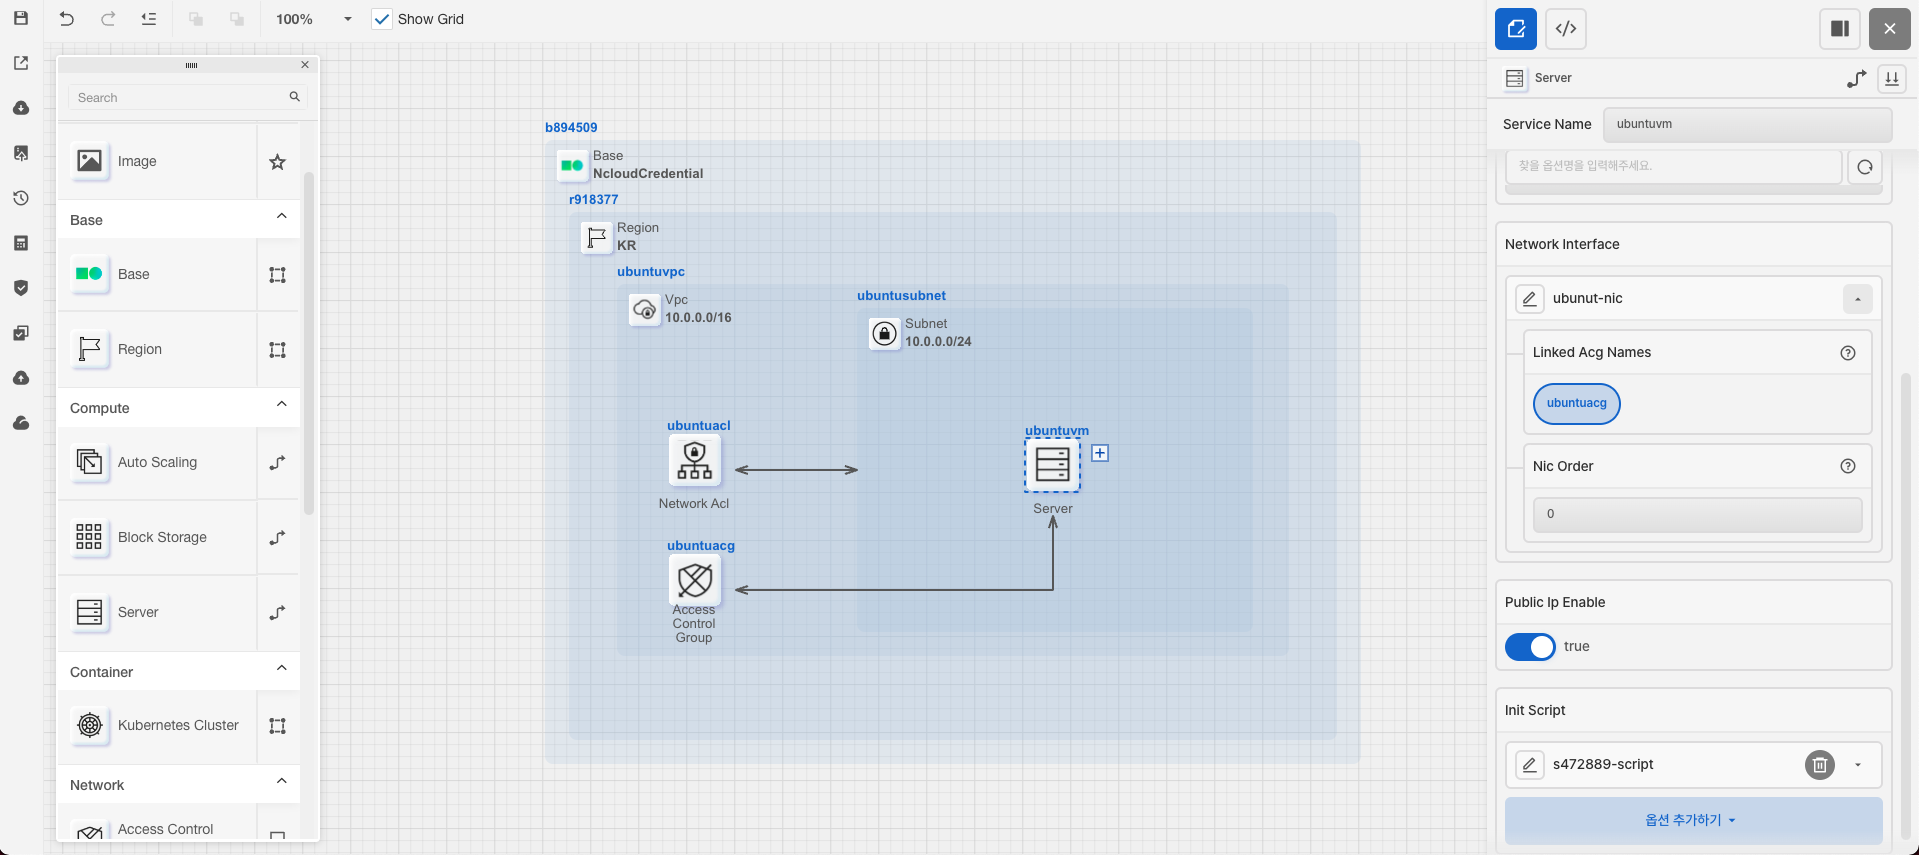 100%
Show Grid
Search
Image
Base
Base
Region
Compute
Auto Scaling
Block Storage
Server
Container
Kubernetes Cluster
Network
Access Control
b894509
Base
NcloudCredential
r918377
Region
KR
ubuntuvpc
Vpc
10.0.0.0/16
ubuntusubnet
Subnet
10.0.0.0/24
ubuntuacl
Network Acl
ubuntuvm
Server
ubuntuacg
Access
Control
Group
</>
Server
Service Name
ubuntuvm
찾을 옵션명을 입력해주세요.
Network Interface
ubunut-nic
Linked Acg Names
?
ubuntuacg
Nic Order
?
0
Public Ip Enable
true
Init Script
s472889-script
옵션 추가하기